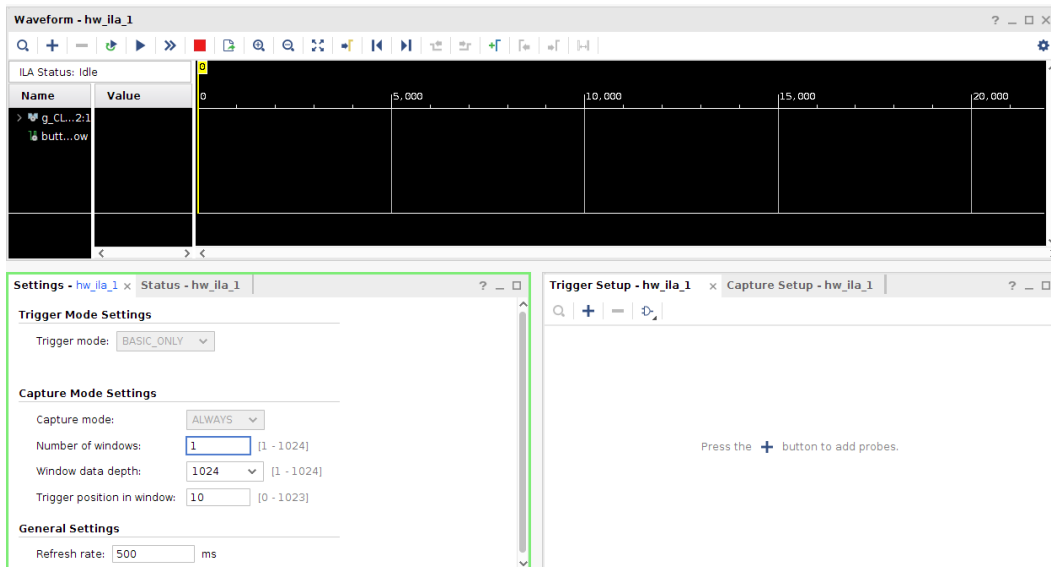 Waveform - hw_ila_1 ? _ □ ×
ILA Status: Idle
0
Name Value
0 5,000 10,000 15,000 20,000
> g_CL...2:1
butt...ow
Settings - hw_ila_1 × Status - hw_ila_1 ? _ □
Trigger Mode Settings
Trigger mode: BASIC_ONLY
Capture Mode Settings
Capture mode: ALWAYS
Number of windows: 1 [1 - 1024]
Window data depth: 1024 [1 - 1024]
Trigger position in window: 10 [0 - 1023]
General Settings
Refresh rate: 500 ms
Trigger Setup - hw_ila_1 × Capture Setup - hw_ila_1 ? _ □
Press the + button to add probes.